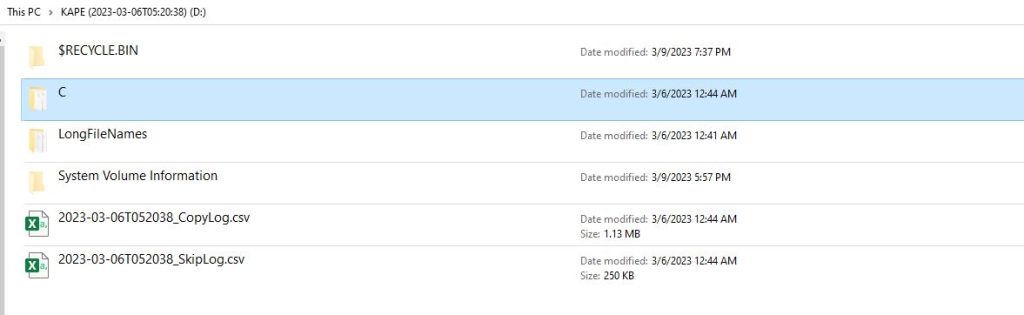 This PC > KAPE (2023-03-06T05:20:38) (D:)
$RECYCLE.BIN Date modified: 3/9/2023 7:37 PM
C Date modified: 3/6/2023 12:44 AM
LongFileNames Date modified: 3/6/2023 12:41 AM
System Volume Information Date modified: 3/9/2023 5:57 PM
2023-03-06T052038_CopyLog.csv Date modified: 3/6/2023 12:44 AM
Size: 1.13 MB
2023-03-06T052038_SkipLog.csv Date modified: 3/6/2023 12:44 AM
Size: 250 KB